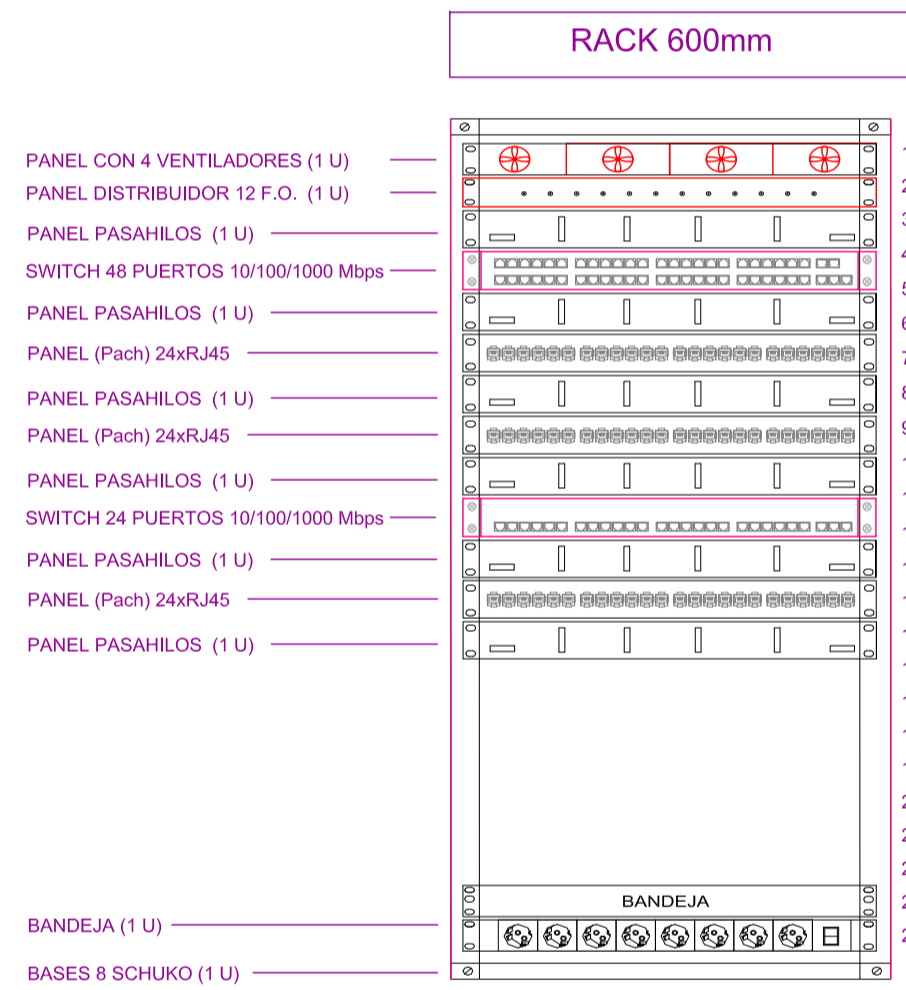 RACK 600mm
PANEL CON 4 VENTILADORES (1 U)
PANEL DISTRIBUIDOR 12 F.O. (1 U)
PANEL PASAHILOS (1 U)
SWITCH 48 PUERTOS 10/100/1000 Mbps
PANEL PASAHILOS (1 U)
PANEL (Pach) 24xRJ45
PANEL PASAHILOS (1 U)
PANEL (Pach) 24xRJ45
PANEL PASAHILOS (1 U)
SWITCH 24 PUERTOS 10/100/1000 Mbps
PANEL PASAHILOS (1 U)
PANEL (Pach) 24xRJ45
PANEL PASAHILOS (1 U)
BANDEJA
BANDEJA (1 U)
BASES 8 SCHUKO (1 U)